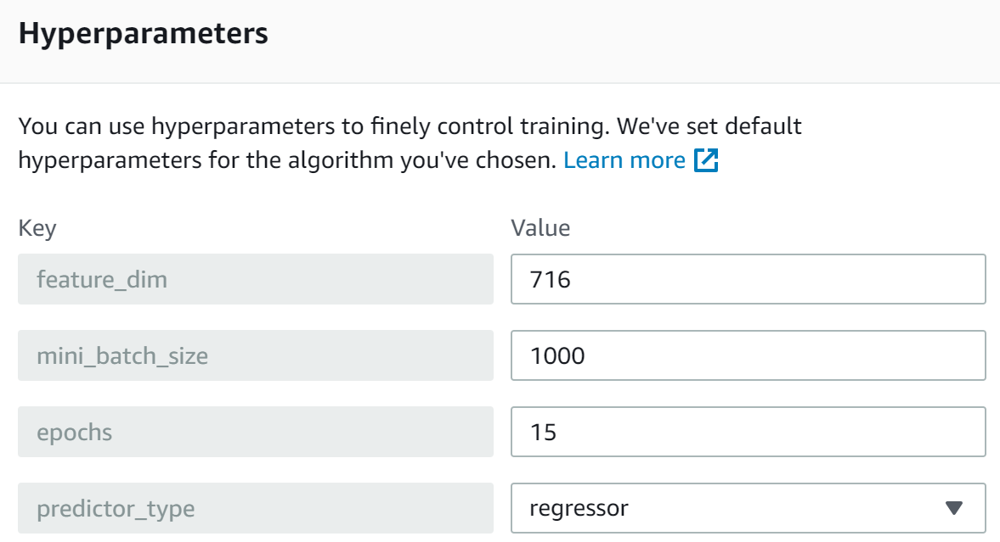 Hyperparameters
You can use hyperparameters to finely control training. We've set default
hyperparameters for the algorithm you've chosen. Learn more
Key Value
feature_dim 716
mini_batch_size 1000
epochs 15
predictor_type regressor